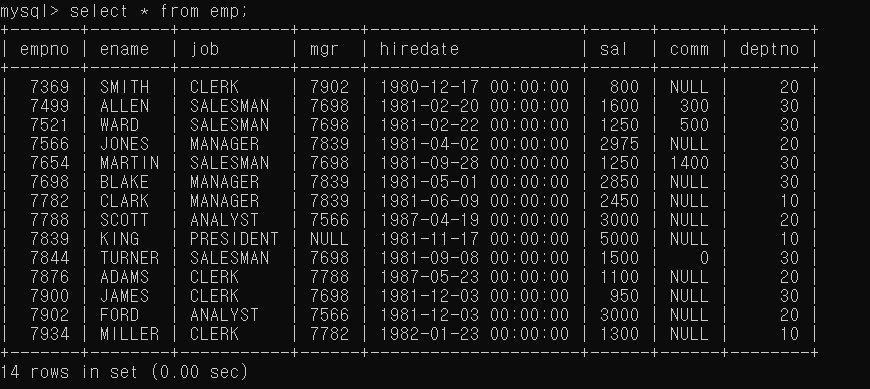 mysql> select * from emp;
+-------+--------+-----------+------+---------------------+------+------+--------+
| empno | ename  | job       | mgr  | hiredate            | sal  | comm | deptno |
+-------+--------+-----------+------+---------------------+------+------+--------+
|  7369 | SMITH  | CLERK     | 7902 | 1980-12-17 00:00:00 |  800 | NULL |     20 |
|  7499 | ALLEN  | SALESMAN  | 7698 | 1981-02-20 00:00:00 | 1600 |  300 |     30 |
|  7521 | WARD   | SALESMAN  | 7698 | 1981-02-22 00:00:00 | 1250 |  500 |     30 |
|  7566 | JONES  | MANAGER   | 7839 | 1981-04-02 00:00:00 | 2975 | NULL |     20 |
|  7654 | MARTIN | SALESMAN  | 7698 | 1981-09-28 00:00:00 | 1250 | 1400 |     30 |
|  7698 | BLAKE  | MANAGER   | 7839 | 1981-05-01 00:00:00 | 2850 | NULL |     30 |
|  7782 | CLARK  | MANAGER   | 7839 | 1981-06-09 00:00:00 | 2450 | NULL |     10 |
|  7788 | SCOTT  | ANALYST   | 7566 | 1987-04-19 00:00:00 | 3000 | NULL |     20 |
|  7839 | KING   | PRESIDENT | NULL | 1981-11-17 00:00:00 | 5000 | NULL |     10 |
|  7844 | TURNER | SALESMAN  | 7698 | 1981-09-08 00:00:00 | 1500 |    0 |     30 |
|  7876 | ADAMS  | CLERK     | 7788 | 1987-05-23 00:00:00 | 1100 | NULL |     20 |
|  7900 | JAMES  | CLERK     | 7698 | 1981-12-03 00:00:00 |  950 | NULL |     30 |
|  7902 | FORD   | ANALYST   | 7566 | 1981-12-03 00:00:00 | 3000 | NULL |     20 |
|  7934 | MILLER | CLERK     | 7782 | 1982-01-23 00:00:00 | 1300 | NULL |     10 |
+-------+--------+-----------+------+---------------------+------+------+--------+
14 rows in set (0.00 sec)